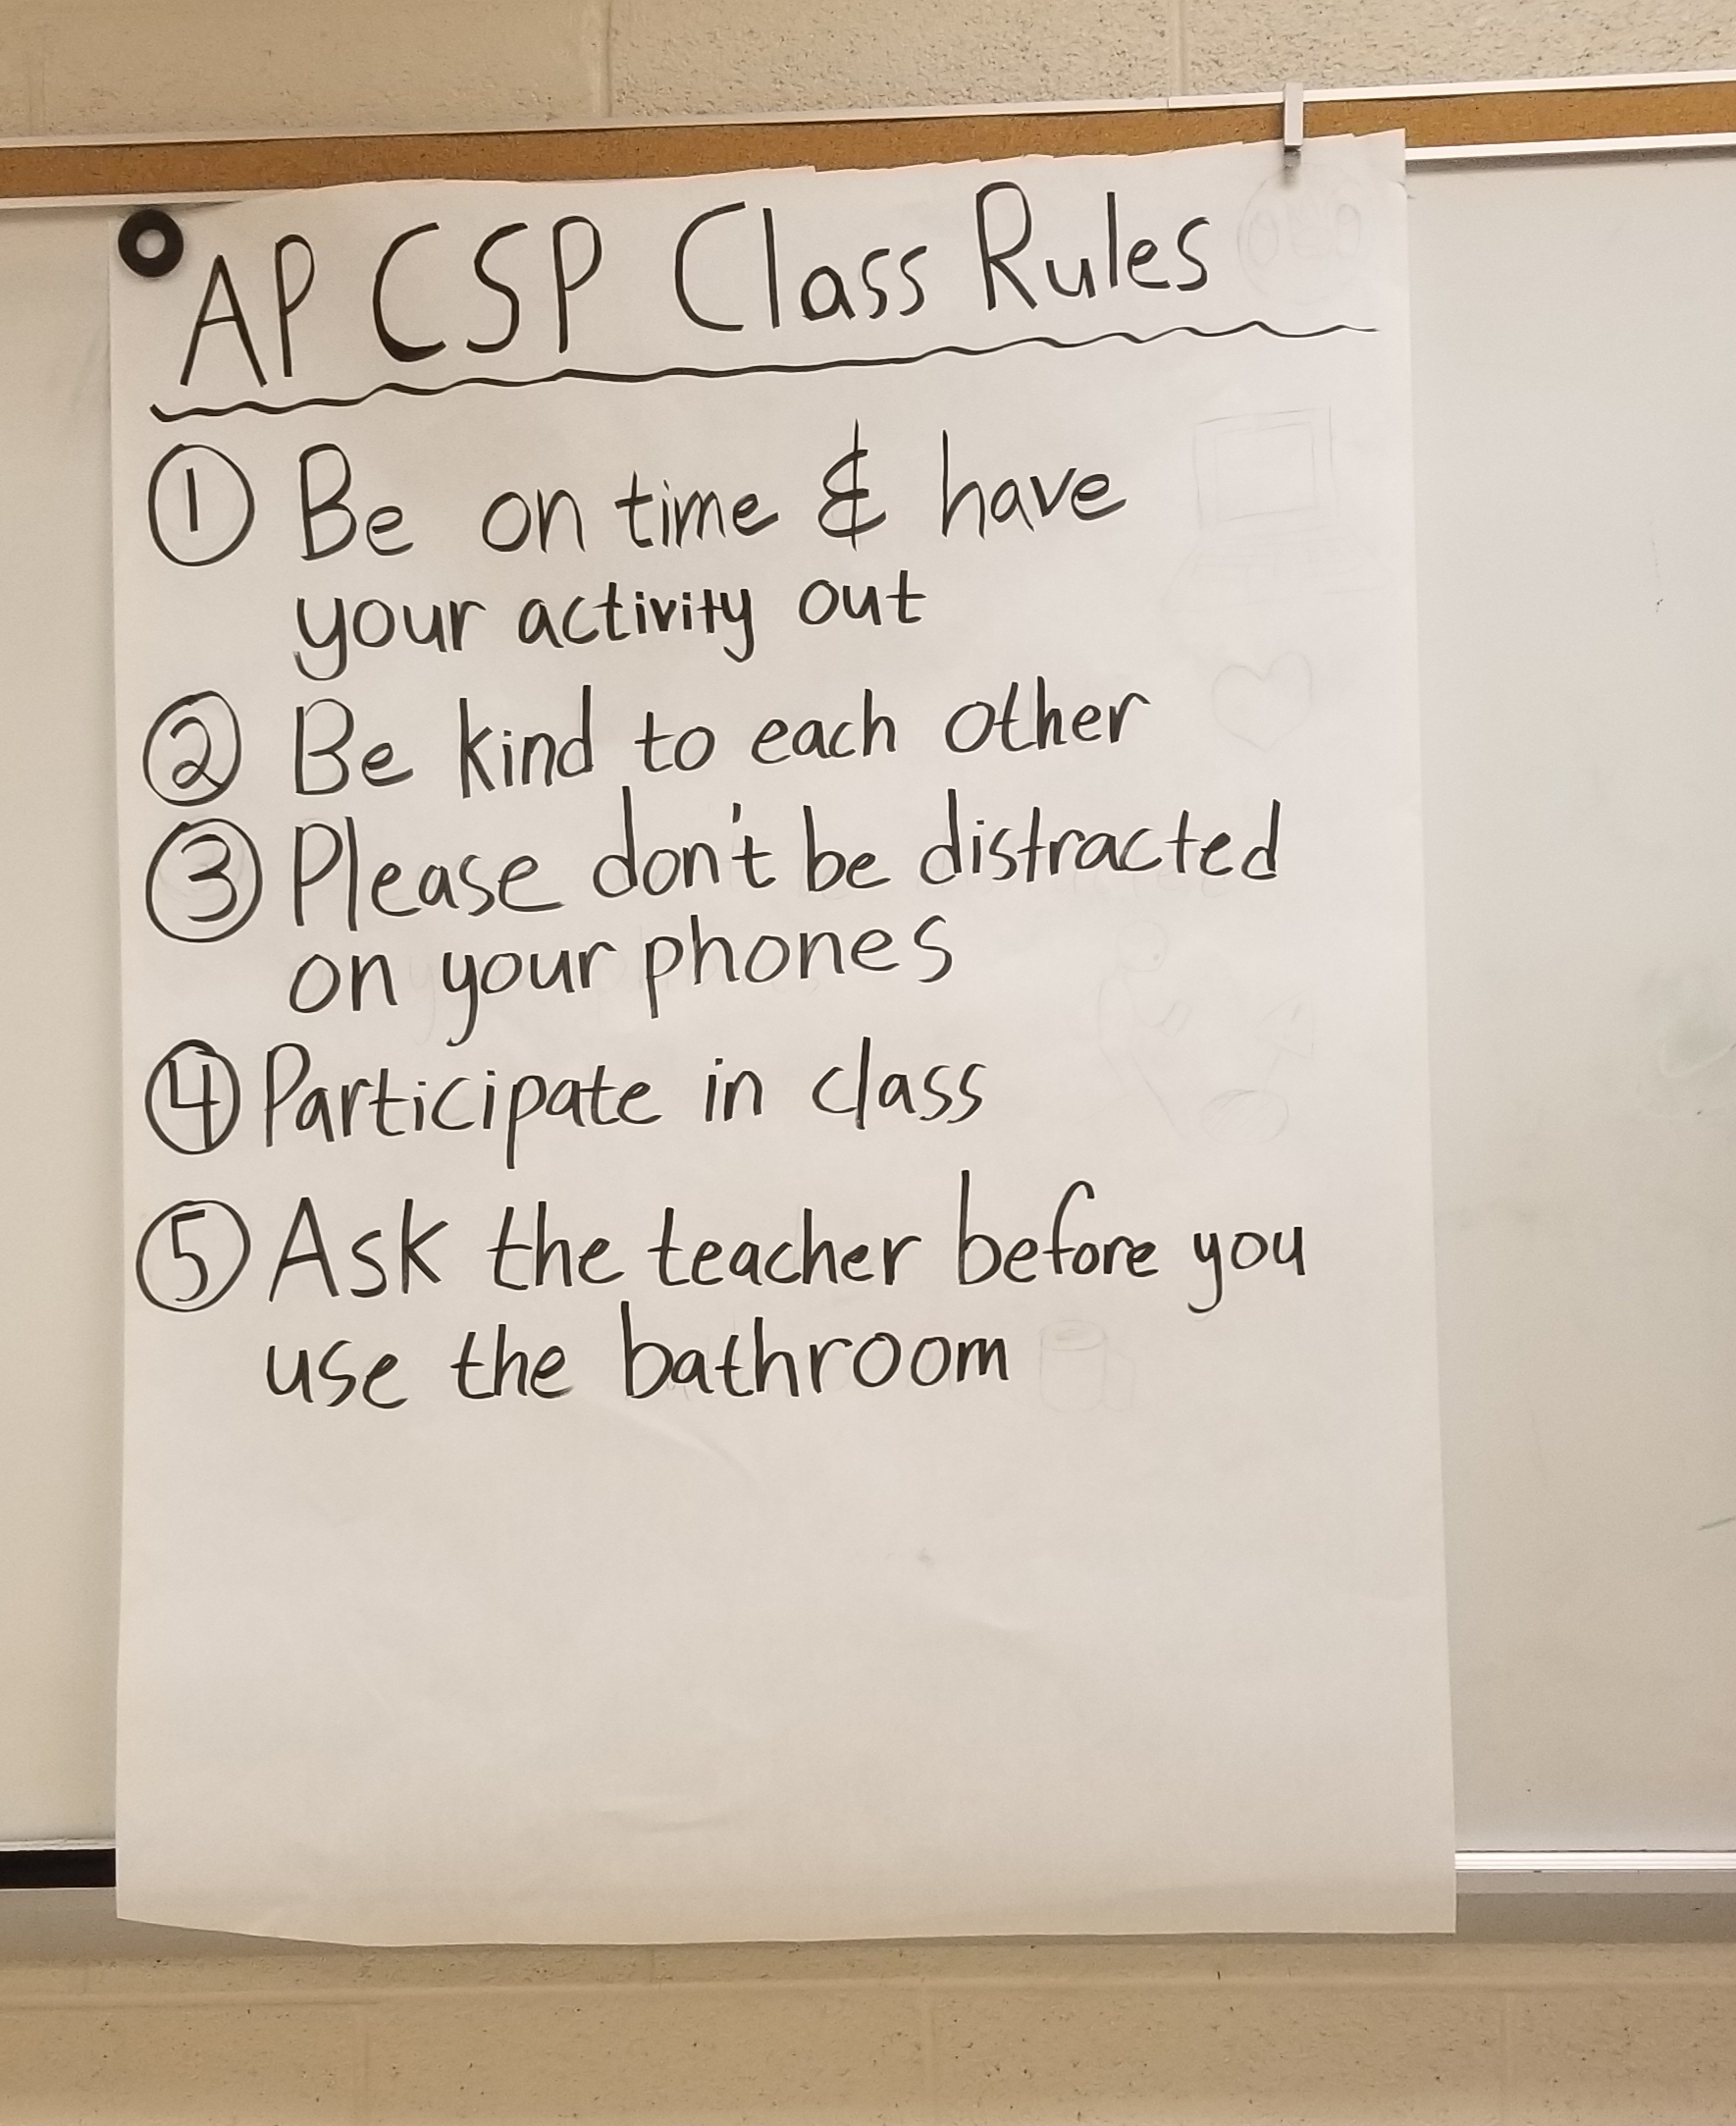 AP CSP Class Rules
① Be on time & have
your activity out
② Be kind to each other
③ Please don't be distracted
on your phones
④ Participate in class
⑤ Ask the teacher before you
use the bathroom